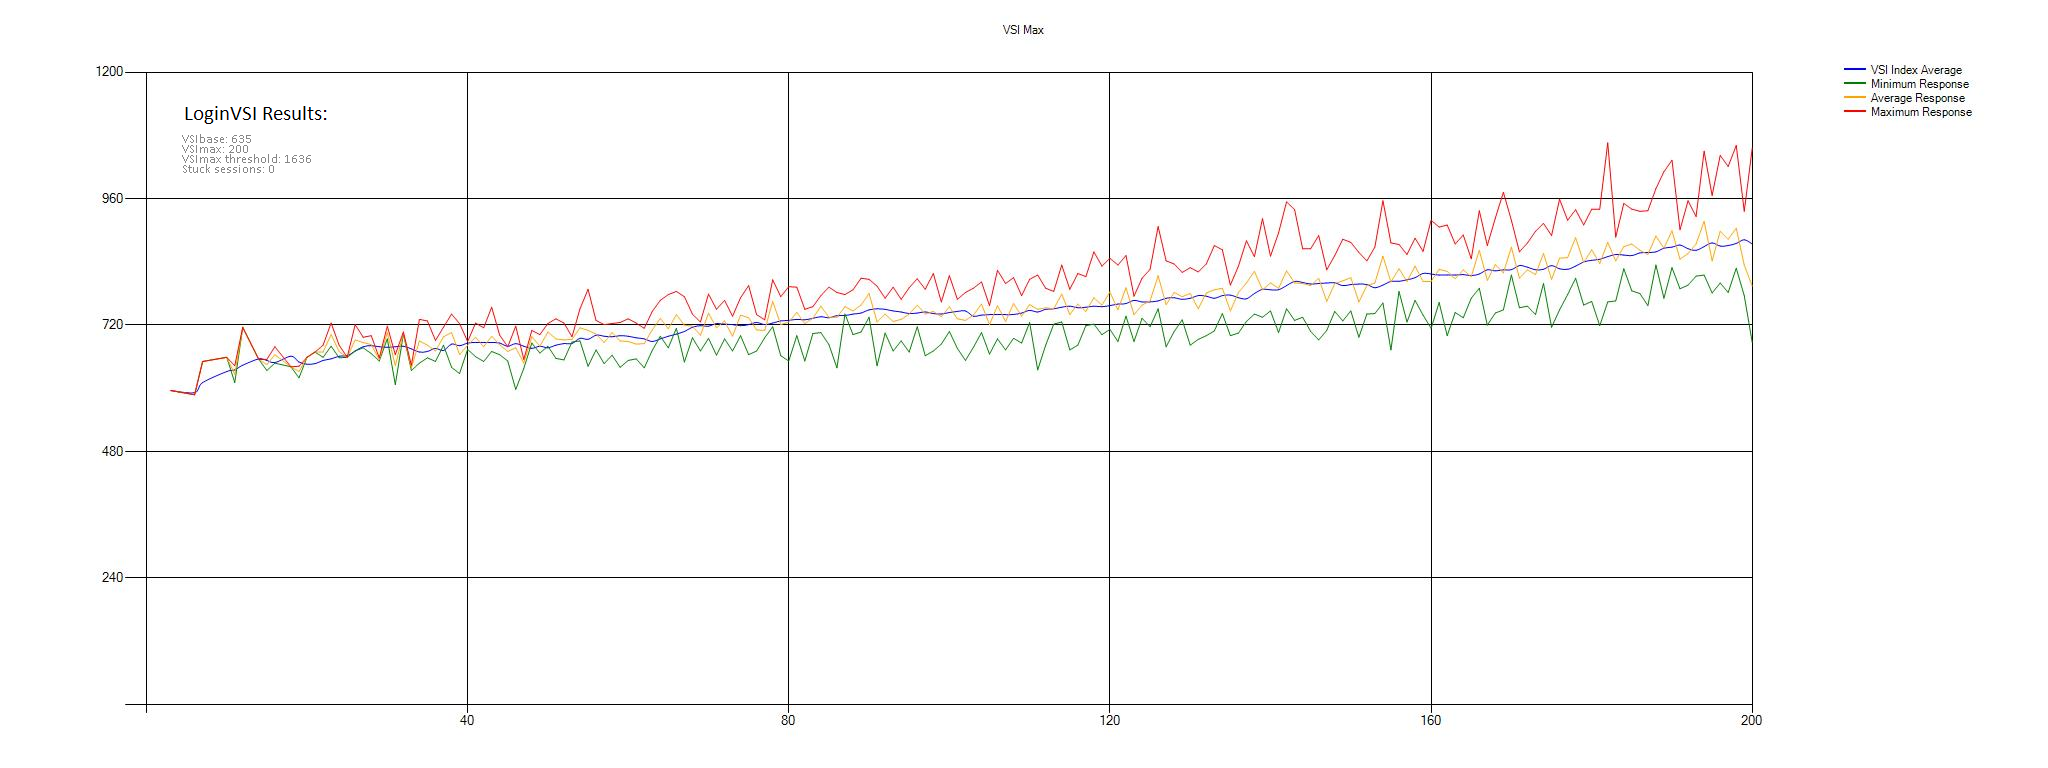 VSI Max
1200
960
720
480
240
LoginVSI Results:
VSIbase: 635
VSImax: 200
VSImax threshold: 1636
Stuck sessions: 0
40
80
120
160
200
VSI Index Average
Minimum Response
Average Response
Maximum Response